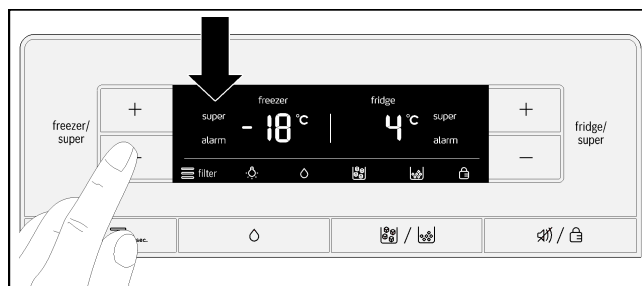 freezer/
super
+
−
freezer
super
alarm
-18°C
fridge
4°C
super
alarm
filter
+
−
fridge/
super
sec.
/
/